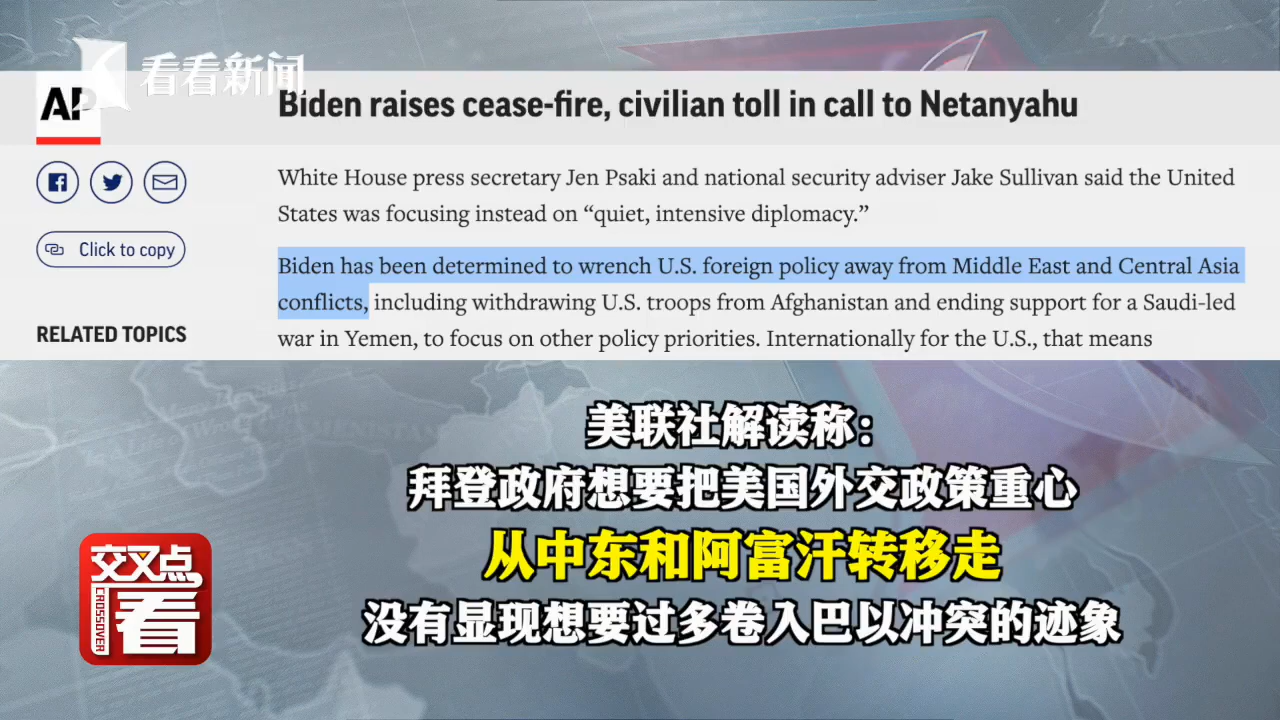 看看新闻
AP
Biden raises cease-fire, civilian toll in call to Netanyahu
White House press secretary Jen Psaki and national security adviser Jake Sullivan said the United
States was focusing instead on “quiet, intensive diplomacy.”
Click to copy
Biden has been determined to wrench U.S. foreign policy away from Middle East and Central Asia
conflicts, including withdrawing U.S. troops from Afghanistan and ending support for a Saudi-led
war in Yemen, to focus on other policy priorities. Internationally for the U.S., that means
RELATED TOPICS
美联社解读称：
拜登政府想要把美国外交政策重心
从中东和阿富汗转移走
没有显现想要过多卷入巴以冲突的迹象
交叉点
CROSSOVER
看